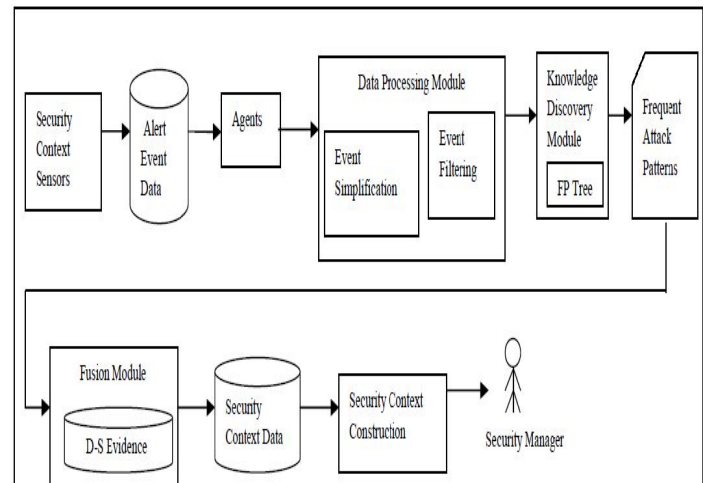 Security
Context
Sensors
Alert
Event
Data
Agents
Data Processing Module
Event
Simplification
Event
Filtering
Knowledge
Discovery
Module
FP Tree
Frequent
Attack
Patterns
Fusion Module
D-S Evidence
Security
Context Data
Security Context
Construction
Security Manager